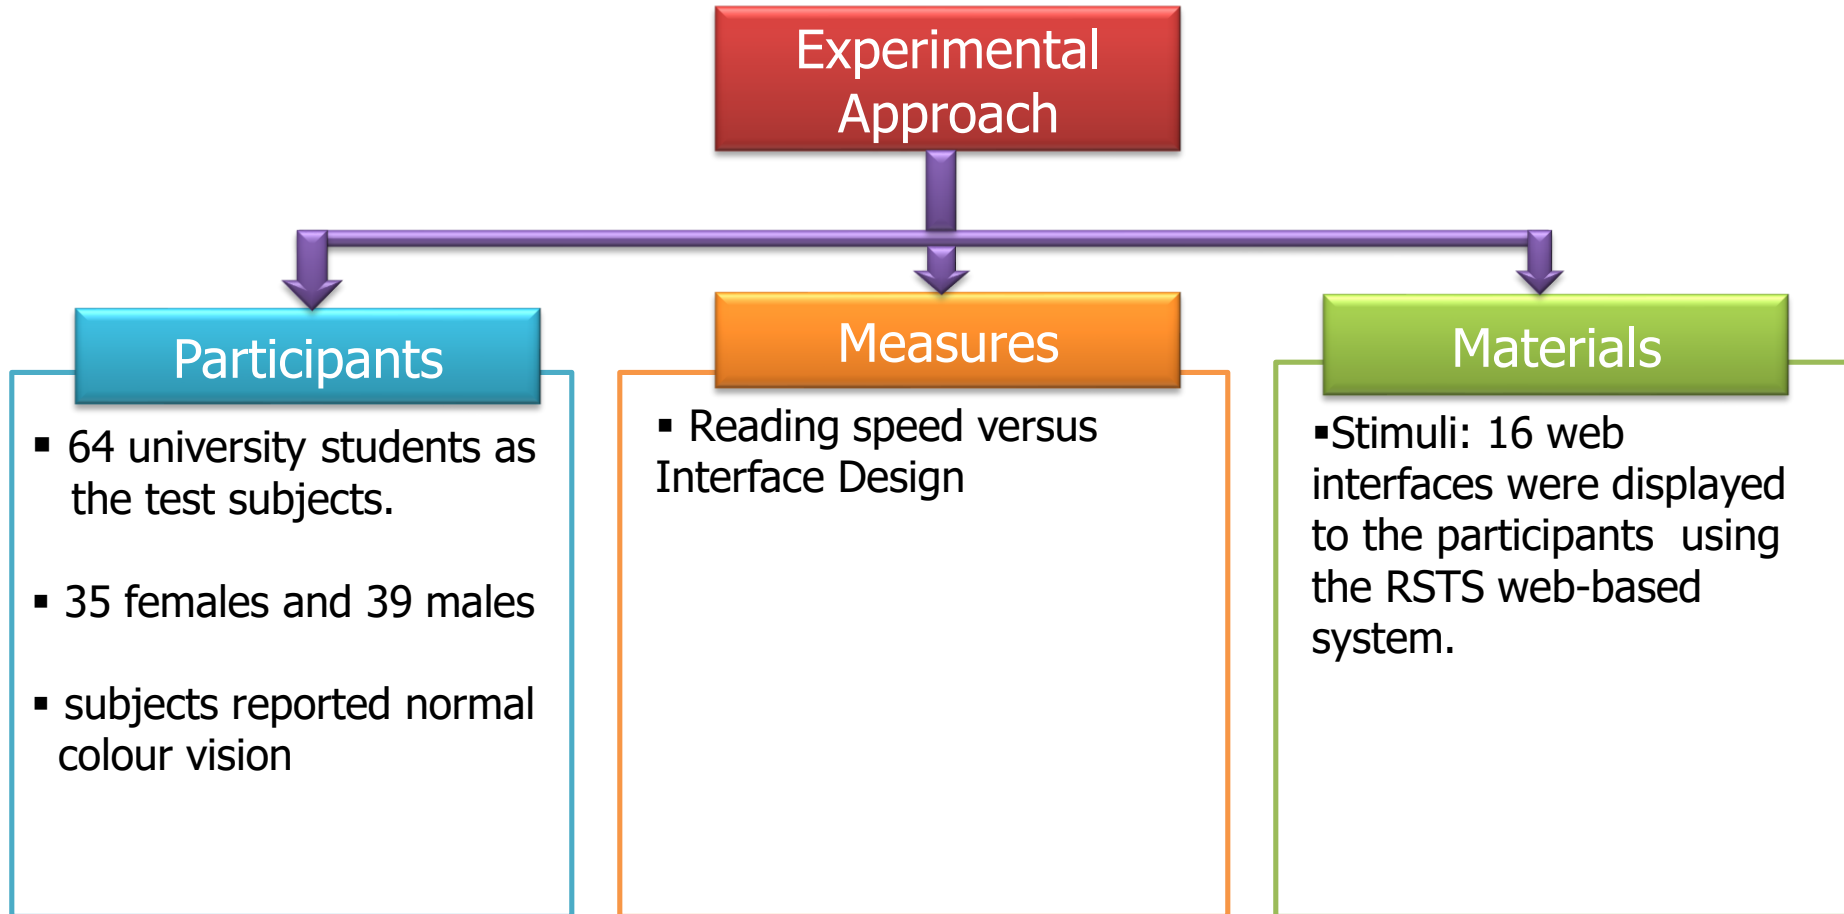 Experimental
Approach
Participants
▪ 64 university students as
the test subjects.
▪ 35 females and 39 males
▪ subjects reported normal
colour vision
Measures
▪ Reading speed versus
Interface Design
Materials
▪Stimuli: 16 web
interfaces were displayed
to the participants using
the RSTS web-based
system.